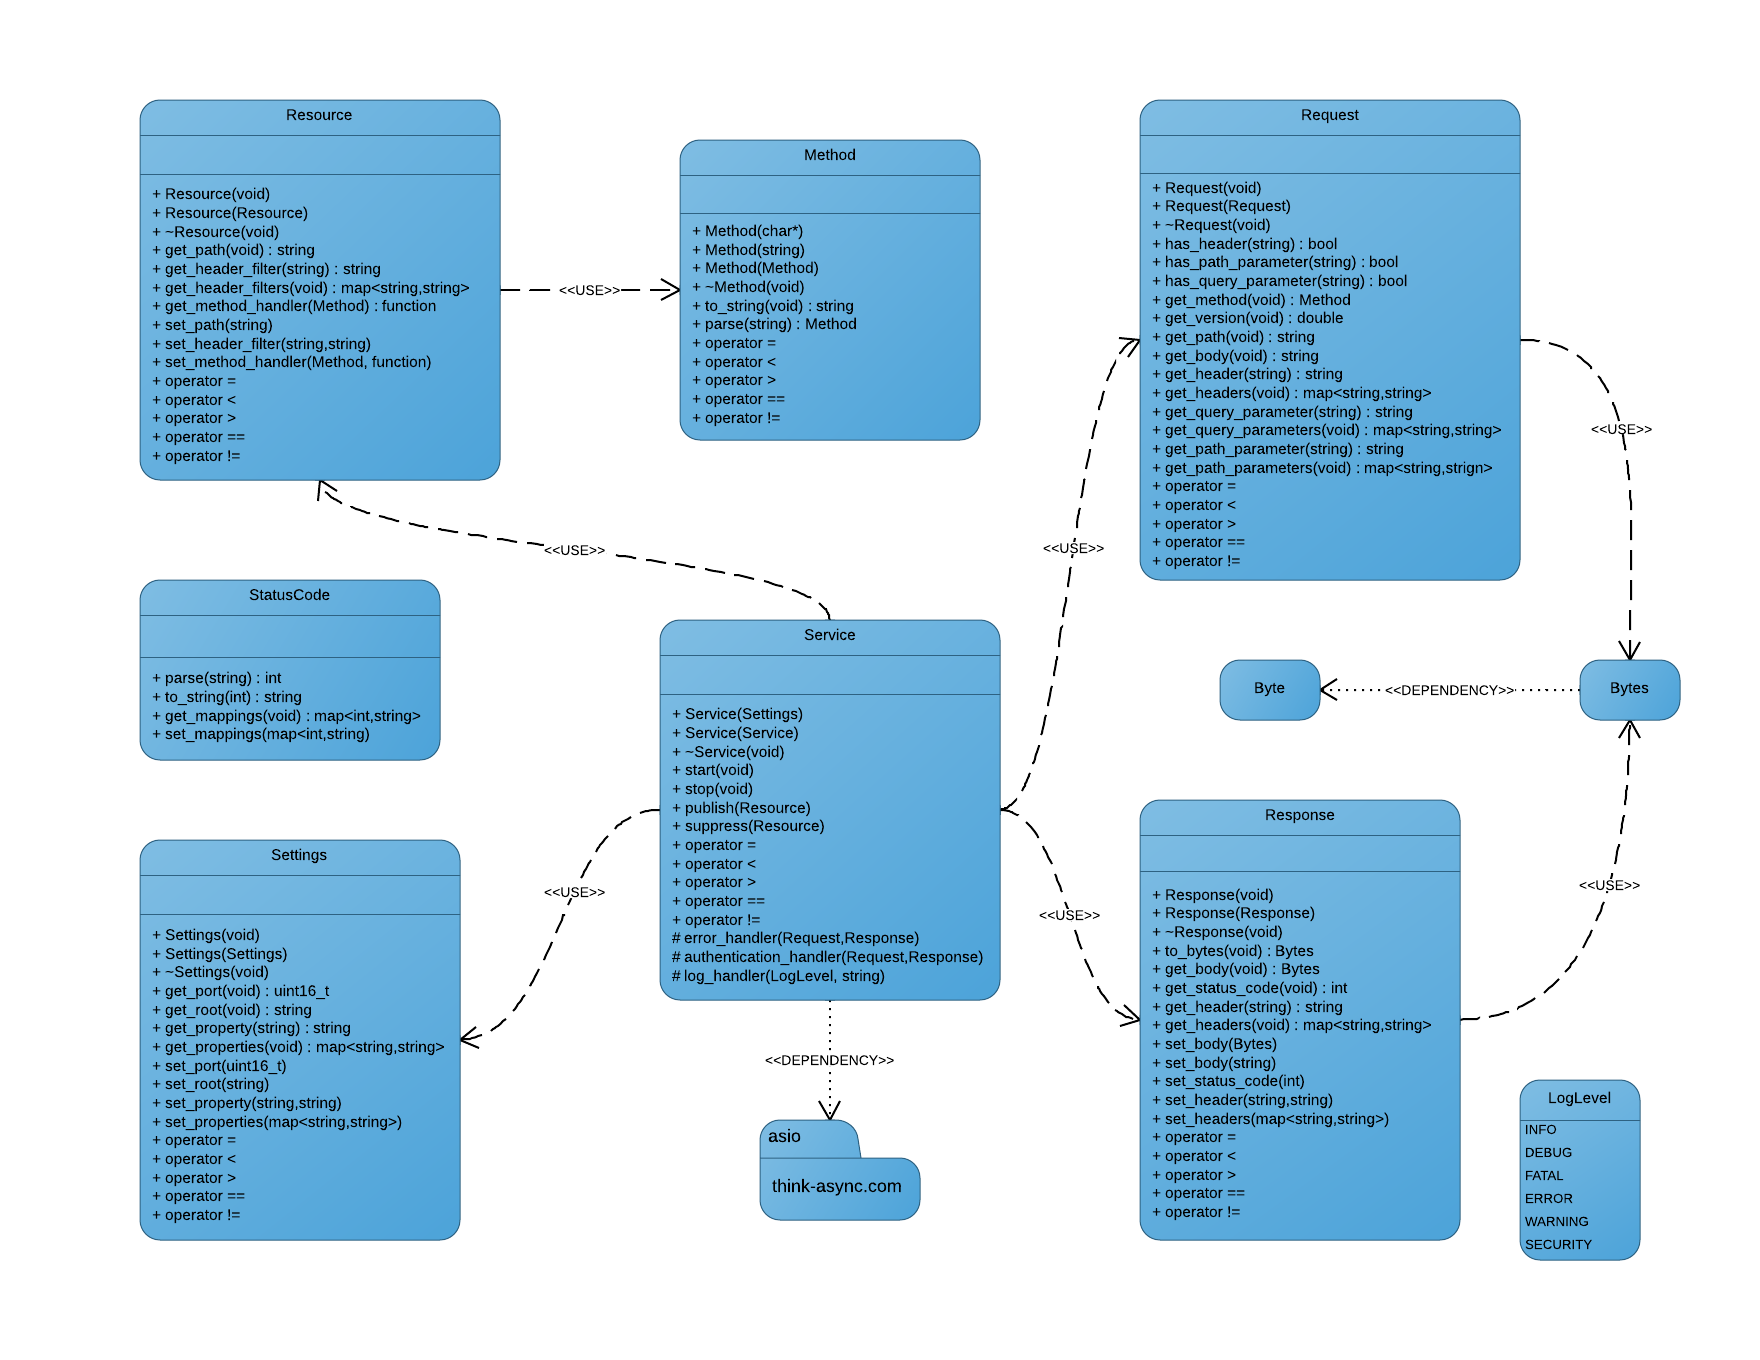 Resource
+ Resource(void)
+ Resource(Resource)
+ ~Resource(void)
+ get_path(void) : string
+ get_header_filter(string) : string
+ get_header_filters(void) : map<string,string>
+ get_method_handler(Method) : function
+ set_path(string)
+ set_header_filter(string,string)
+ set_method_handler(Method, function)
+ operator =
+ operator <
+ operator >
+ operator ==
+ operator !=
<<USE>>
Method
+ Method(char*)
+ Method(string)
+ Method(Method)
+ ~Method(void)
+ to_string(void) : string
+ parse(string) : Method
+ operator =
+ operator <
+ operator >
+ operator ==
+ operator !=
Request
+ Request(void)
+ Request(Request)
+ ~Request(void)
+ has_header(string) : bool
+ has_path_parameter(string) : bool
+ has_query_parameter(string) : bool
+ get_method(void) : Method
+ get_version(void) : double
+ get_path(void) : string
+ get_body(void) : string
+ get_header(string) : string
+ get_headers(void) : map<string,string>
+ get_query_parameter(string) : string
+ get_query_parameters(void) : map<string,string>
+ get_path_parameter(string) : string
+ get_path_parameters(void) : map<string,strign>
+ operator =
+ operator <
+ operator >
+ operator ==
+ operator !=
<<USE>>
<<USE>>
<<USE>>
StatusCode
+ parse(string) : int
+ to_string(int) : string
+ get_mappings(void) : map<int,string>
+ set_mappings(map<int,string)
Service
+ Service(Settings)
+ Service(Service)
+ ~Service(void)
+ start(void)
+ stop(void)
+ publish(Resource)
+ suppress(Resource)
+ operator =
+ operator <
+ operator >
+ operator ==
+ operator !=
# error_handler(Request,Response)
# authentication_handler(Request,Response)
# log_handler(LogLevel, string)
Byte
<<DEPENDENCY>>
Bytes
Settings
+ Settings(void)
+ Settings(Settings)
+ ~Settings(void)
+ get_port(void) : uint16_t
+ get_root(void) : string
+ get_property(string) : string
+ get_properties(void) : map<string,string>
+ set_port(uint16_t)
+ set_root(string)
+ set_property(string,string)
+ set_properties(map<string,string>)
+ operator =
+ operator <
+ operator >
+ operator ==
+ operator !=
<<USE>>
<<USE>>
<<USE>>
<<DEPENDENCY>>
asio
think-async.com
Response
+ Response(void)
+ Response(Response)
+ ~Response(void)
+ to_bytes(void) : Bytes
+ get_body(void) : Bytes
+ get_status_code(void) : int
+ get_header(string) : string
+ get_headers(void) : map<string,string>
+ set_body(Bytes)
+ set_body(string)
+ set_status_code(int)
+ set_header(string,string)
+ set_headers(map<string,string>)
+ operator =
+ operator <
+ operator >
+ operator ==
+ operator !=
LogLevel
INFO
DEBUG
FATAL
ERROR
WARNING
SECURITY